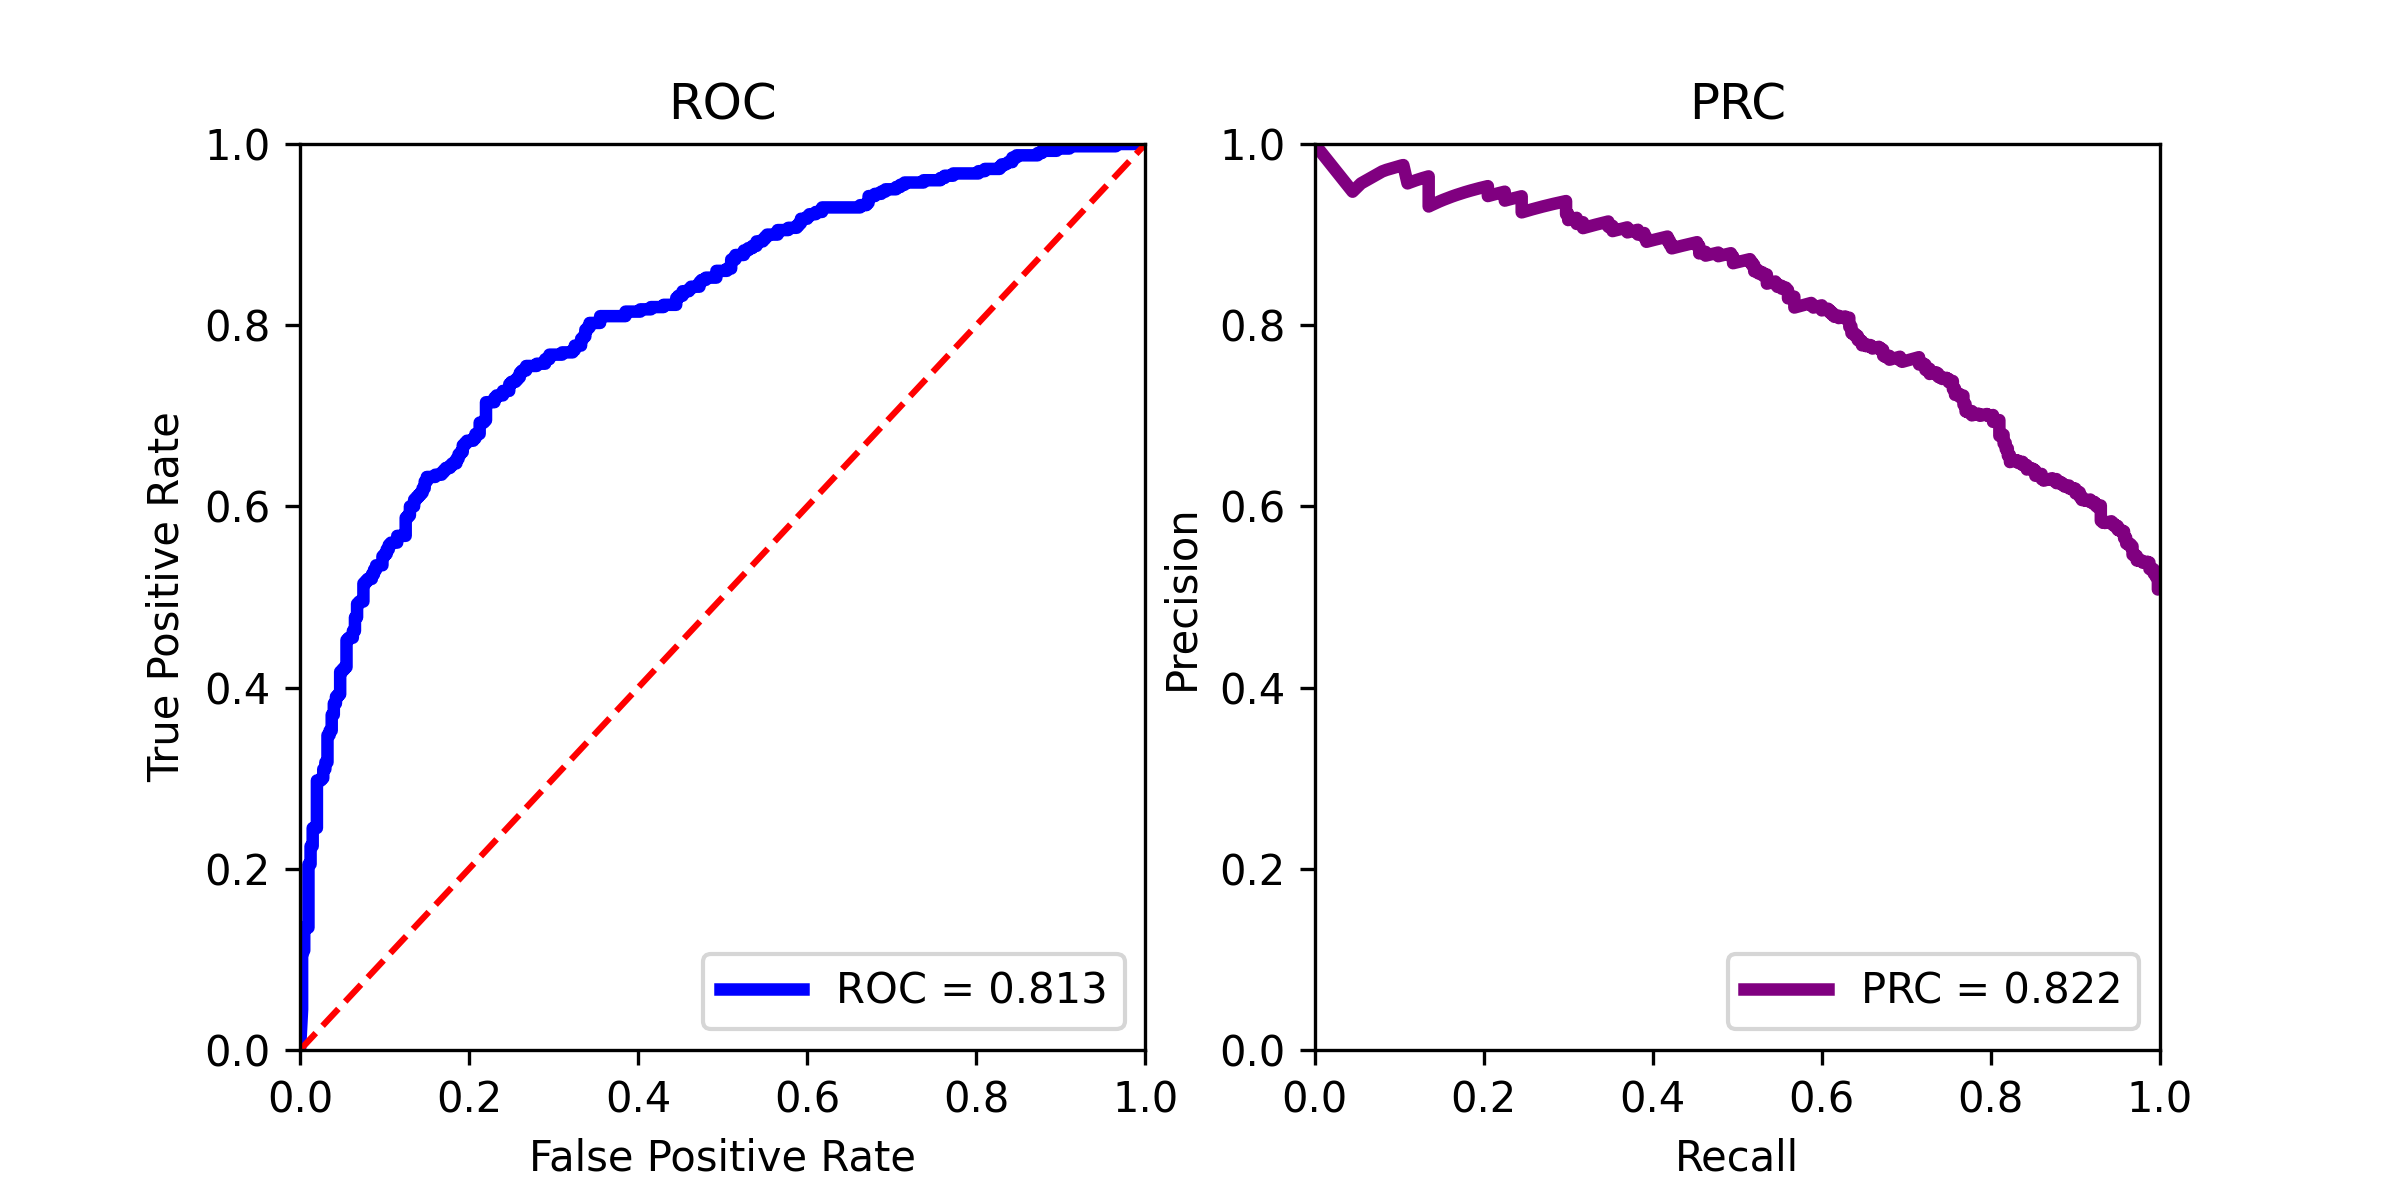 ROC
1.0
0.8
0.6
0.4
0.2
0.0
True Positive Rate
0.0 0.2 0.4 0.6 0.8 1.0
False Positive Rate
ROC = 0.813
PRC
1.0
0.8
0.6
0.4
0.2
0.0
Precision
0.0 0.2 0.4 0.6 0.8 1.0
Recall
PRC = 0.822